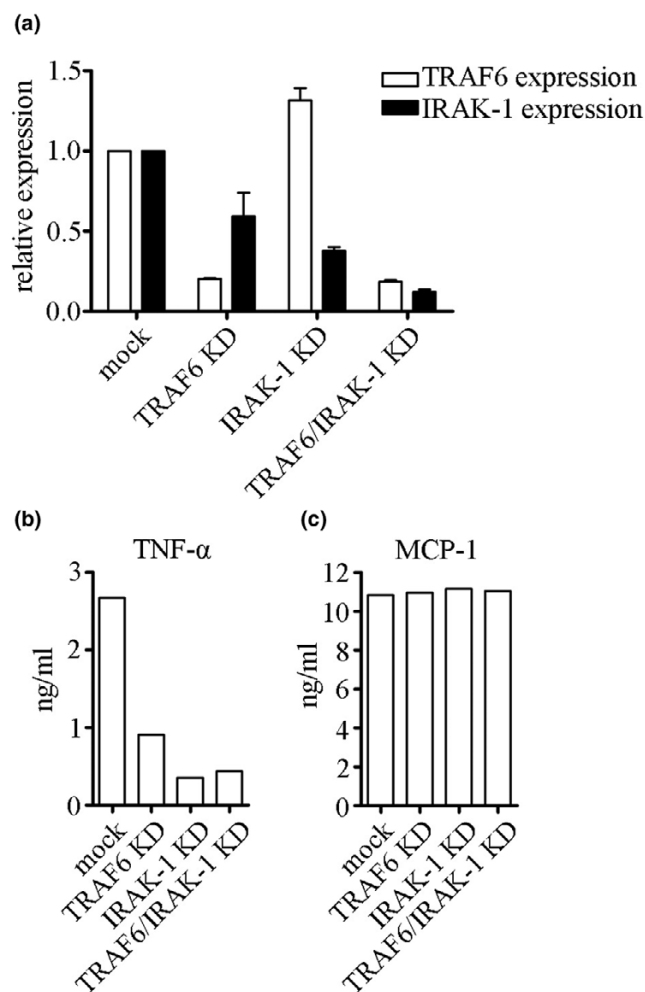 (a)
1.5
1.0
0.5
0.0
relative expression
TRAF6 expression
IRAK-1 expression
mock
TRAF6 KD
IRAK-1 KD
TRAF6/IRAK-1 KD
(b)
TNF-α
3
2
1
0
ng/ml
mock
TRAF6 KD
IRAK-1 KD
TRAF6/IRAK-1 KD
(c)
MCP-1
12
10
8
6
4
2
0
ng/ml
mock
TRAF6 KD
IRAK-1 KD
TRAF6/IRAK-1 KD